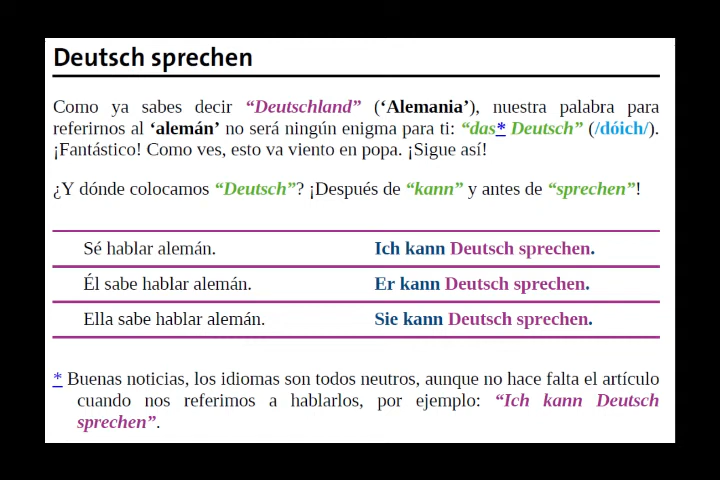 Deutsch sprechen
Como ya sabes decir “Deutschland” (‘Alemania’), nuestra palabra para
referirnos al ‘alemán’ no será ningún enigma para ti: “das* Deutsch” (/dóich/).
¡Fantástico! Como ves, esto va viento en popa. ¡Sigue así!
¿Y dónde colocamos “Deutsch”? ¡Después de “kann” y antes de “sprechen”!
Sé hablar alemán. Ich kann Deutsch sprechen.
Él sabe hablar alemán. Er kann Deutsch sprechen.
Ella sabe hablar alemán. Sie kann Deutsch sprechen.
* Buenas noticias, los idiomas son todos neutros, aunque no hace falta el artículo
cuando nos referimos a hablarlos, por ejemplo: “Ich kann Deutsch
sprechen”.